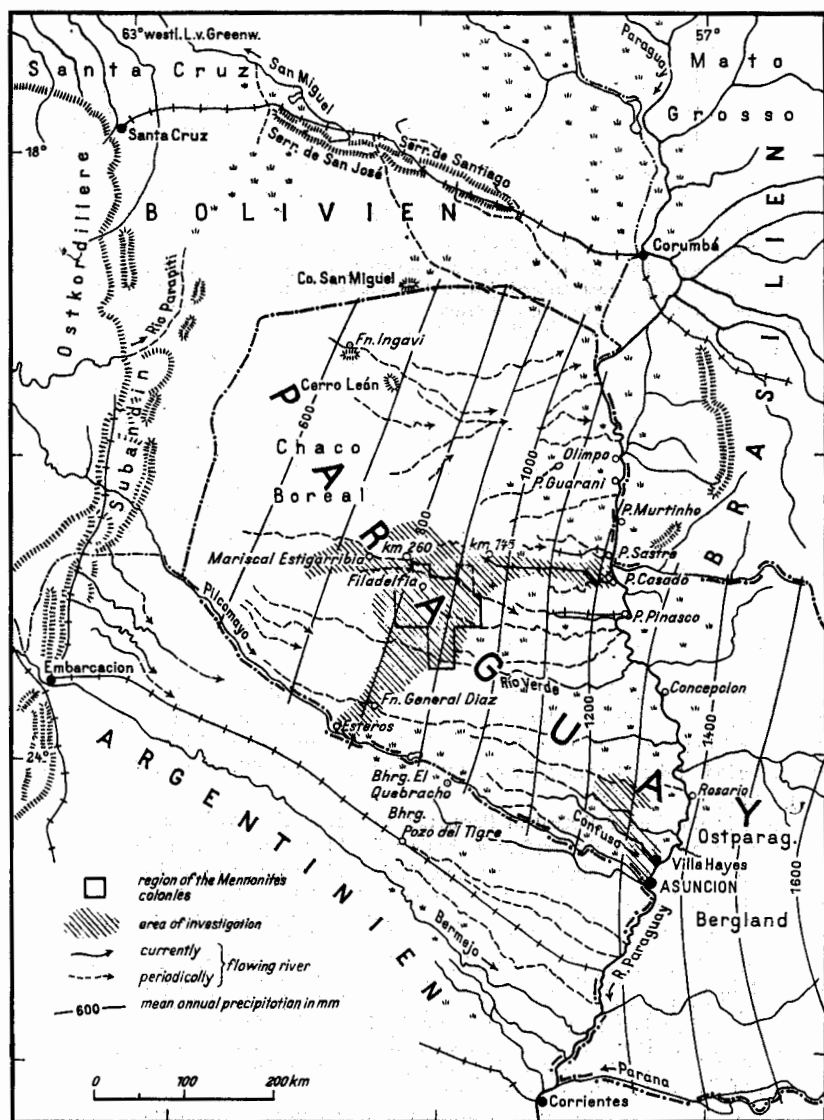 63° westl. L.v. Greenw.
57°
Santa Cruz
San Miguel
Paraguay
Mato
Grosso
Santa Cruz
18°
Serr. de San José
Serr. de Santiago
Ostkordillere
BOLIVIEN
Corumbá
BRASILIEN
Río Parapiti
Co. San Miguel
Fn. Ingavi
600
Cerro León
Subandin
PARAGUAY
Chaco
Boreal
1000
Olimpo
P. Guarani
800
P. Murtinho
km 260
km 145
Mariscal Estigarribia
P. Sastre
Filadelfia
P. Casado
P. Pinasco
Pilcomayo
Embarcacion
Río Verde
Concepcion
Fn. General Diaz
1200
1400
Esteros
24°
ARGENTINIEN
Bhrg. El
Quebracho
Rosario
Bhrg.
Pozo del Tigre
Confuso
Ostparag.
Villa Hayes
ASUNCION
1600
Bergland
region of the Mennonites
colonies
area of investigation
currently
periodically
flowing river
600 mean annual precipitation in mm
Bermejo
R. Paraguay
0 100 200 km
Parana
Corrientes